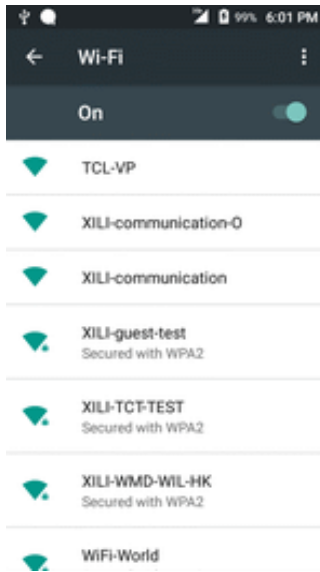 99% 6:01 PM
Wi-Fi
On
TCL-VP
XILI-communication-O
XILI-communication
XILI-guest-test
Secured with WPA2
XILI-TCT-TEST
Secured with WPA2
XILI-WMD-WIL-HK
Secured with WPA2
WiFi-World